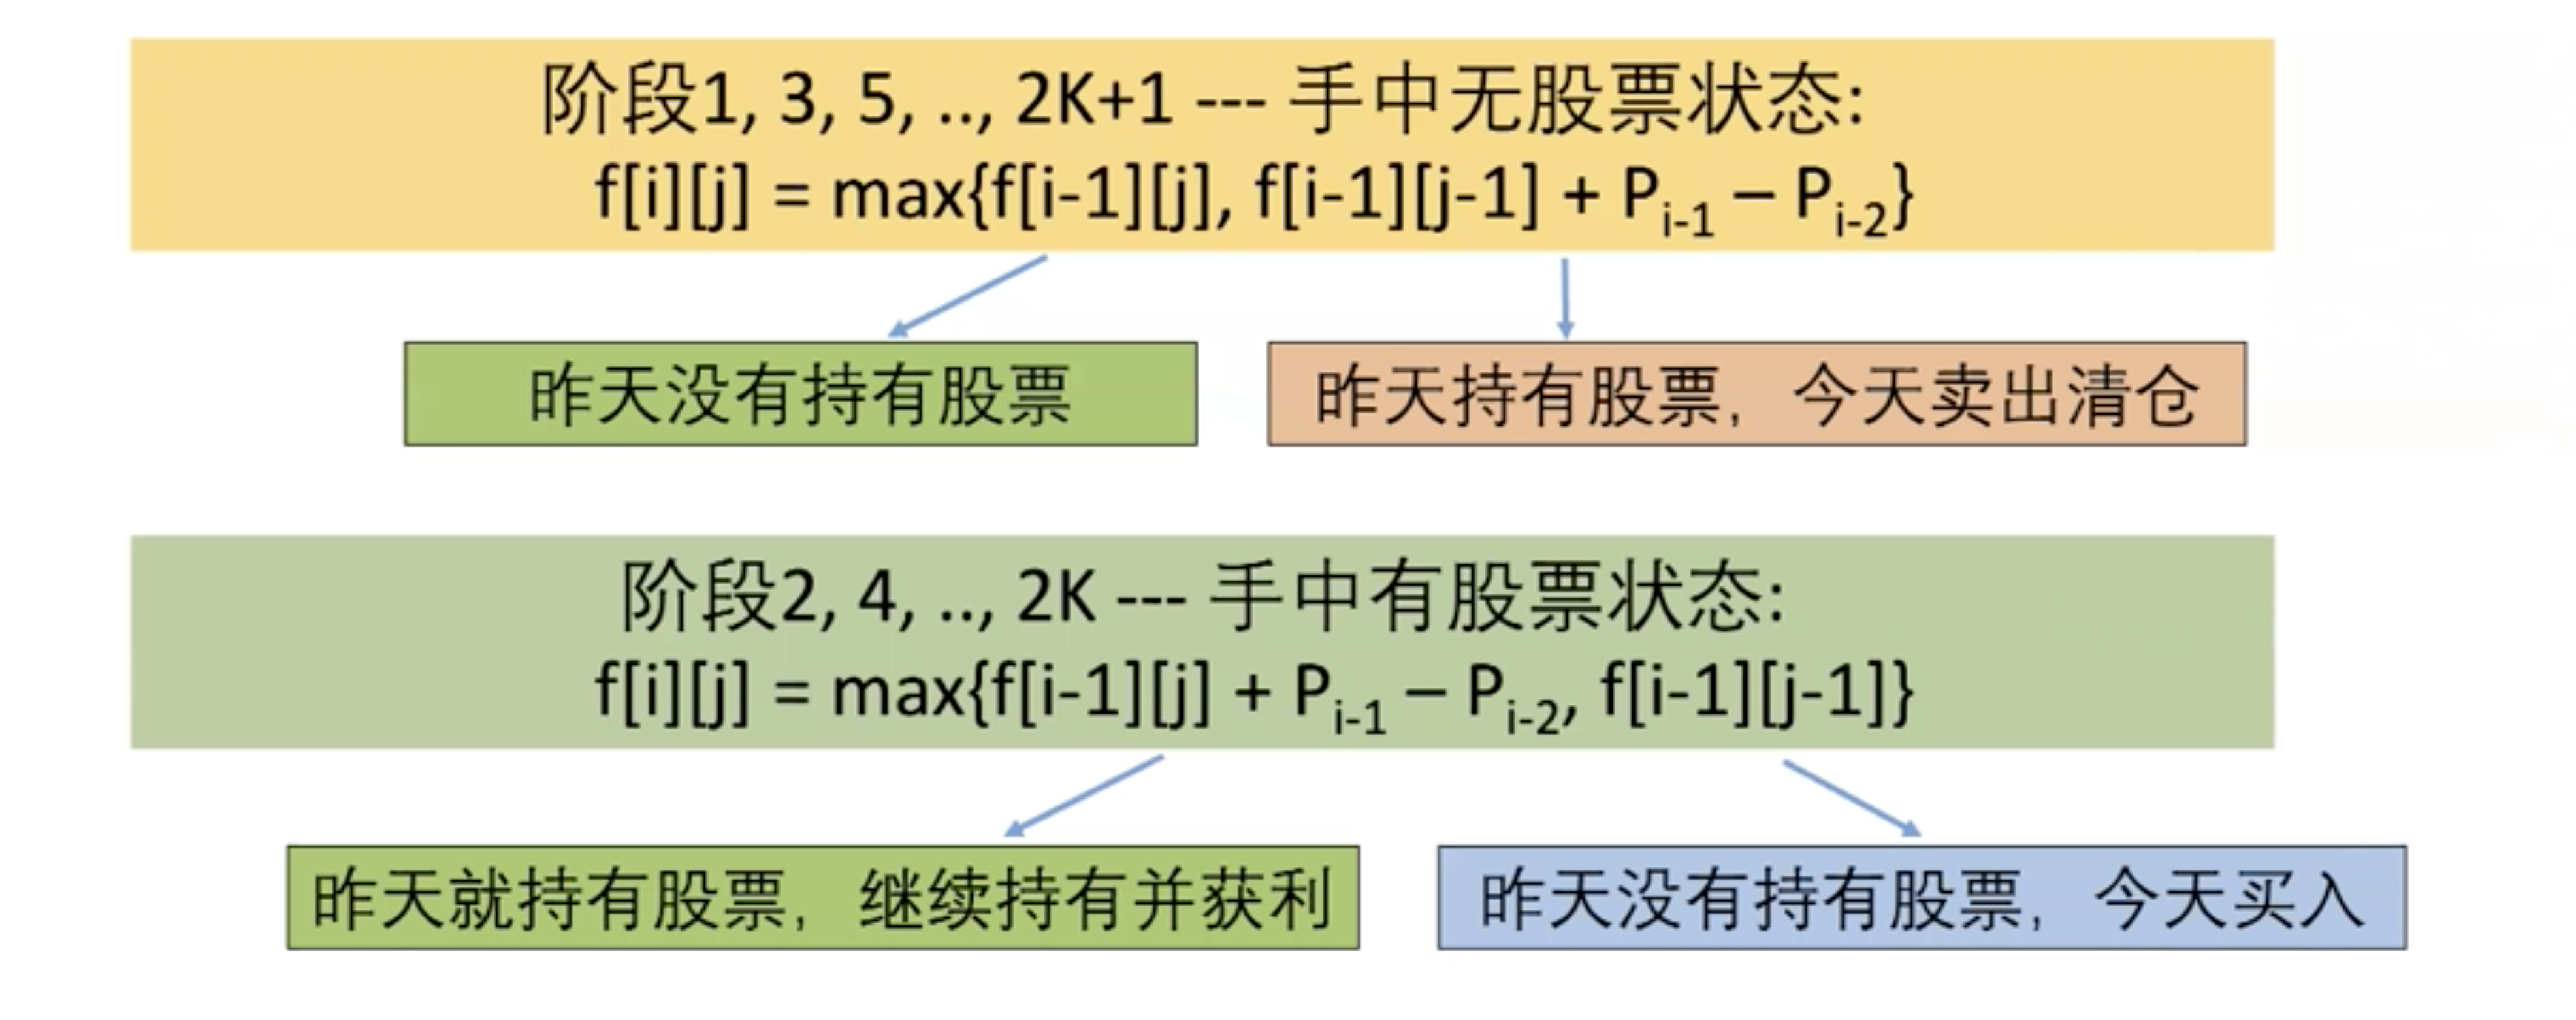 阶段1, 3, 5, .., 2K+1 --- 手中无股票状态:
f[i][j] = max{f[i-1][j], f[i-1][j-1] + Pi-1 – Pi-2}
昨天没有持有股票
昨天持有股票，今天卖出清仓
阶段2, 4, .., 2K --- 手中有股票状态:
f[i][j] = max{f[i-1][j] + Pi-1 – Pi-2, f[i-1][j-1]}
昨天就持有股票，继续持有并获利
昨天没有持有股票，今天买入